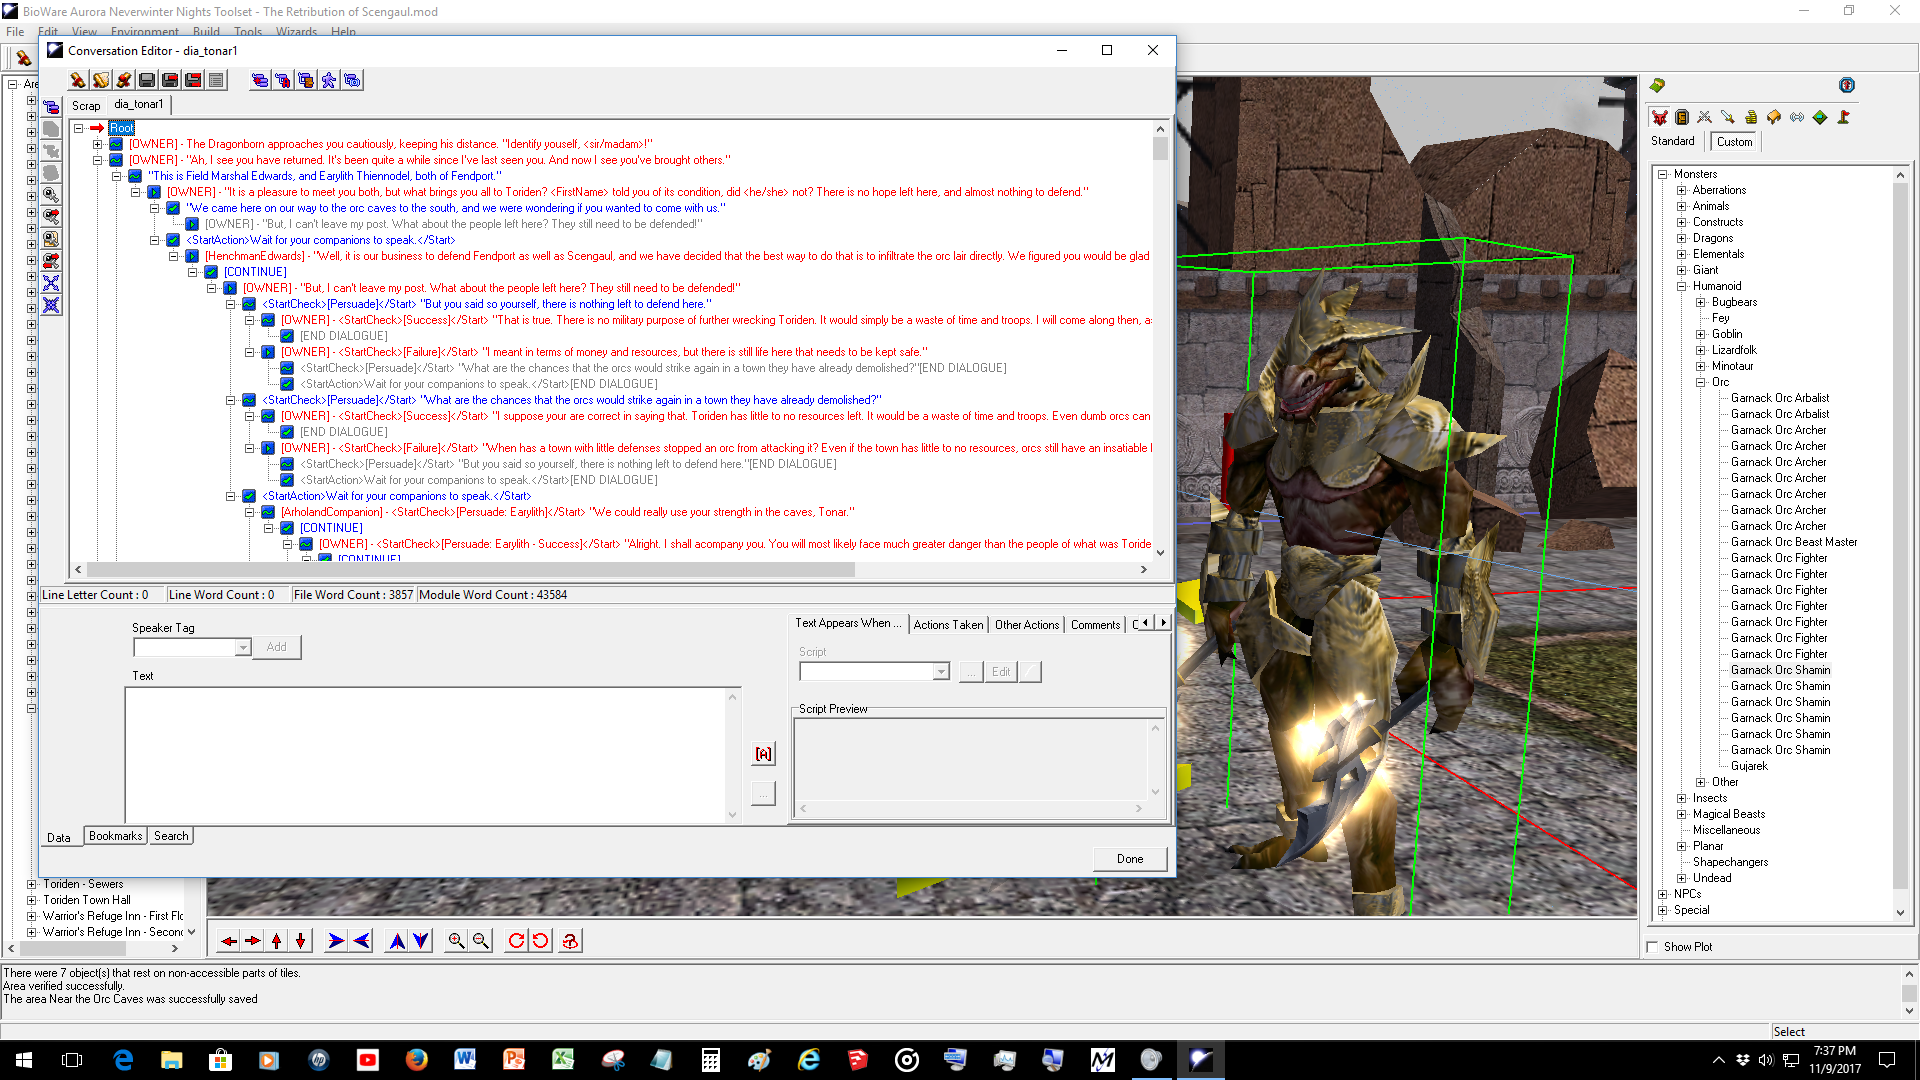 BioWare Aurora Neverwinter Nights Toolset - The Retribution of Scengaul.mod
File Edit View Environment Build Tools Wizards Help
Conversation Editor - dia_tonar1
Scrap dia_tonar1
Root
[OWNER] - The Dragonborn approaches you cautiously, keeping his distance. "Identify youself, <sir/madam>!"
[OWNER] - "Ah, I see you have returned. It's been quite a while since I've last seen you. And now I see you've brought others."
"This is Field Marshal Edwards, and Earylith Thiennodel, both of Fendport."
[OWNER] - "It is a pleasure to meet you both, but what brings you all to Toriden? <FirstName> told you of its condition, did <he/she> not? There is no hope left here, and almost nothing to defend."
"We came here on our way to the orc caves to the south, and we were wondering if you wanted to come with us."
[OWNER] - "But, I can't leave my post. What about the people left here? They still need to be defended!"
<StartAction>Wait for your companions to speak.</Start>
[HenchmanEdwards] - "Well, it is our business to defend Fendport as well as Scengaul, and we have decided that the best way to do that is to infiltrate the orc lair directly. We figured you would be glad
[CONTINUE]
[OWNER] - "But, I can't leave my post. What about the people left here? They still need to be defended!"
<StartCheck>[Persuade]</Start> "But you said so yourself, there is nothing left to defend here."
[OWNER] - <StartCheck>[Success]</Start> "That is true. There is no military purpose of further wrecking Toriden. It would simply be a waste of time and troops. I will come along then, a
[END DIALOGUE]
[OWNER] - <StartCheck>[Failure]</Start> "I meant in terms of money and resources, but there is still life here that needs to be kept safe."
<StartCheck>[Persuade]</Start> "What are the chances that the orcs would strike again in a town they have already demolished?"[END DIALOGUE]
<StartAction>Wait for your companions to speak.</Start>[END DIALOGUE]
<StartCheck>[Persuade]</Start> "What are the chances that the orcs would strike again in a town they have already demolished?"
[OWNER] - <StartCheck>[Success]</Start> "I suppose your are correct in saying that. Toriden has little to no resources left. It would be a waste of time and troops. Even dumb orcs can
[END DIALOGUE]
[OWNER] - <StartCheck>[Failure]</Start> "When has a town with little defenses stopped an orc from attacking it? Even if the town has little to no resources, orcs still have an insatiable
<StartCheck>[Persuade]</Start> "But you said so yourself, there is nothing left to defend here."[END DIALOGUE]
<StartAction>Wait for your companions to speak.</Start>[END DIALOGUE]
<StartAction>Wait for your companions to speak.</Start>
[ArholandCompanion] - <StartCheck>[Persuade: Earylith]</Start> "We could really use your strength in the caves, Tonar."
[CONTINUE]
[OWNER] - <StartCheck>[Persuade: Earylith - Success]</Start> "Alright. I shall acompany you. You will most likely face much greater danger than the people of what was Toride
[CONTINUE]
Line Letter Count : 0 Line Word Count : 0 File Word Count : 3857 Module Word Count : 43584
Speaker Tag
Add
Text
Text Appears When ... Actions Taken Other Actions Comments
Script
... Edit
Script Preview
[A]
...
Data Bookmarks Search
Done
Are
Toriden - Sewers
Toriden Town Hall
Warrior's Refuge Inn - First Flo
Warrior's Refuge Inn - Second
Standard Custom
Monsters
Aberrations
Animals
Constructs
Dragons
Elementals
Giant
Humanoid
Bugbears
Fey
Goblin
Lizardfolk
Minotaur
Orc
Garnack Orc Arbalist
Garnack Orc Arbalist
Garnack Orc Archer
Garnack Orc Archer
Garnack Orc Archer
Garnack Orc Archer
Garnack Orc Archer
Garnack Orc Archer
Garnack Orc Archer
Garnack Orc Beast Master
Garnack Orc Fighter
Garnack Orc Fighter
Garnack Orc Fighter
Garnack Orc Fighter
Garnack Orc Fighter
Garnack Orc Fighter
Garnack Orc Fighter
Garnack Orc Shamin
Garnack Orc Shamin
Garnack Orc Shamin
Garnack Orc Shamin
Garnack Orc Shamin
Garnack Orc Shamin
Gujarek
Other
Insects
Magical Beasts
Miscellaneous
Planar
Shapechangers
Undead
NPCs
Special
Show Plot
There were 7 object(s) that rest on non-accessible parts of tiles.
Area verified successfully.
The area Near the Orc Caves was successfully saved
Select
7:37 PM
11/9/2017